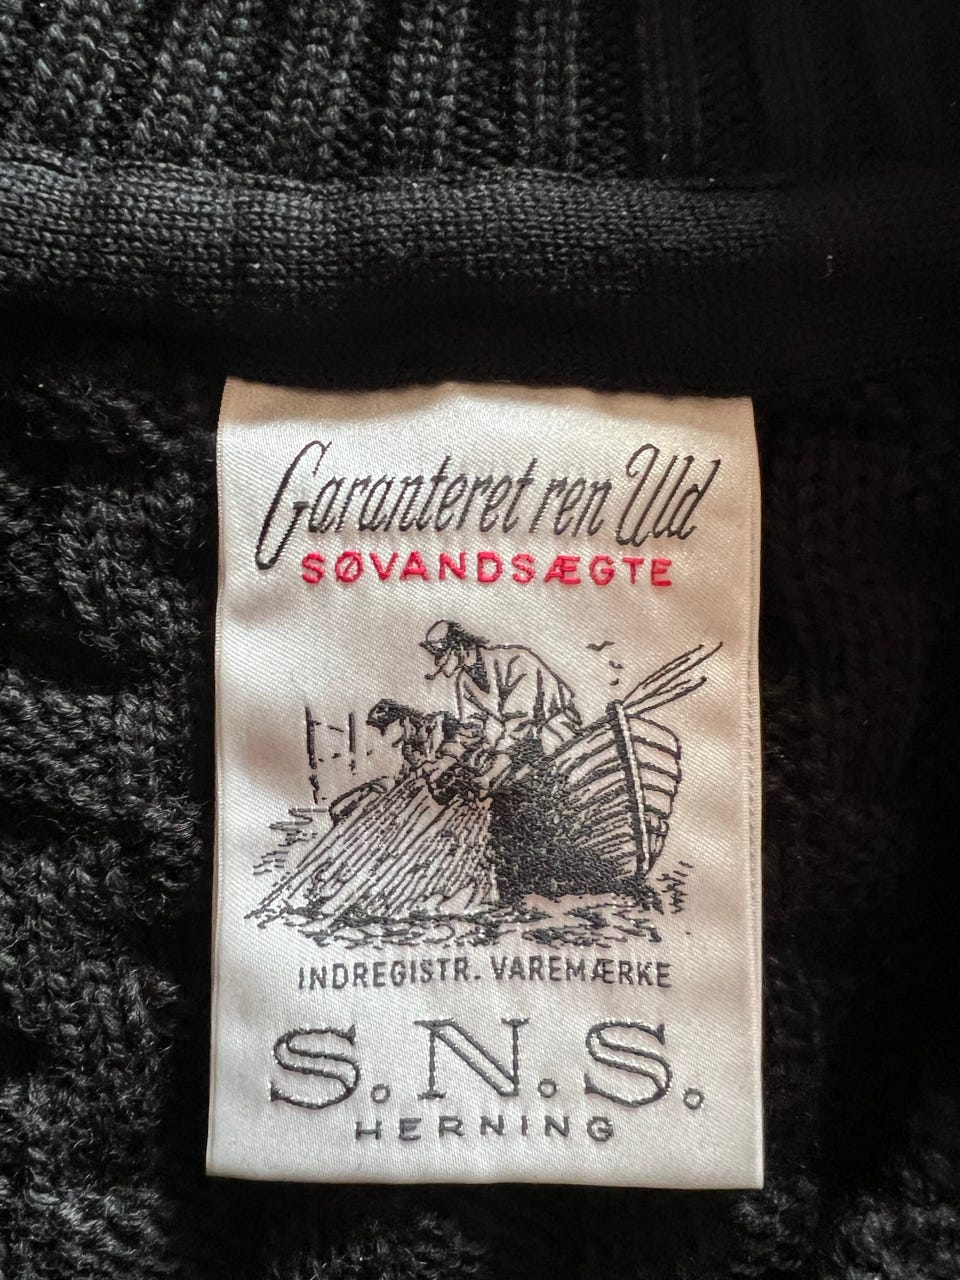 Garanteret ren Uld
SØVANDSÆGTE
INDREGISTR. VAREMÆRKE
S.N.S.
HERNING